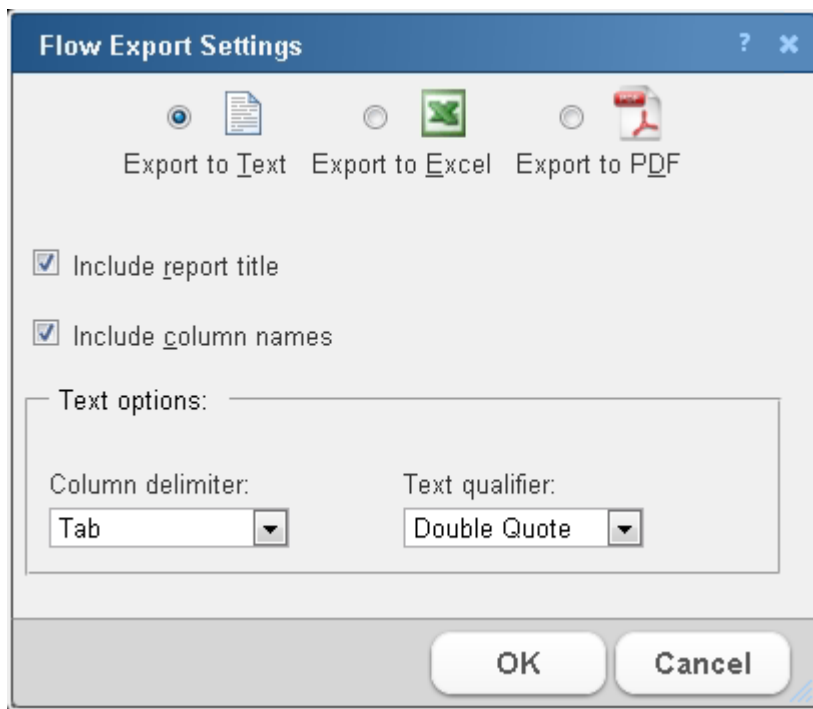 Flow Export Settings ?
PDF
Export to Text Export to Excel Export to PDF
Include report title
Include column names
Text options:
Column delimiter: Text qualifier:
Tab Double Quote
OK Cancel